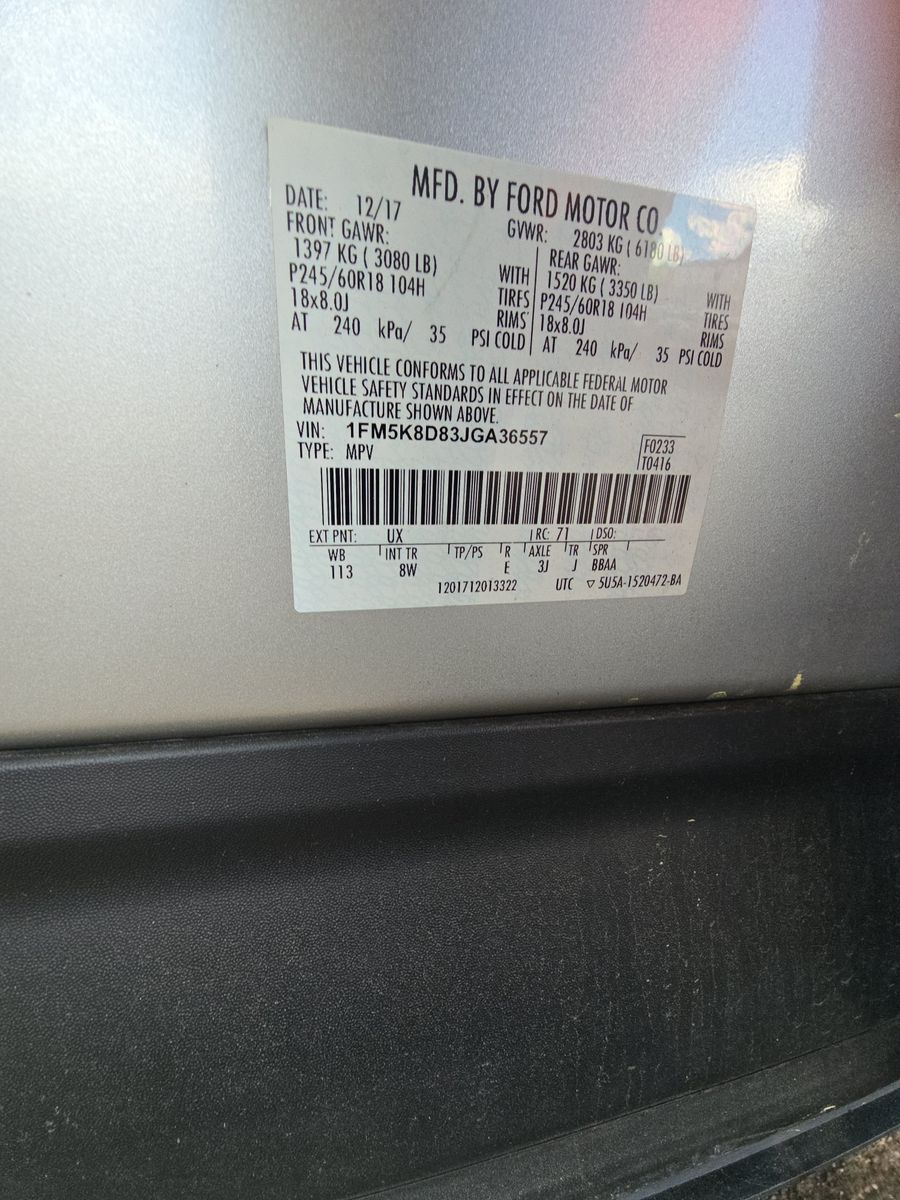 MFD. BY FORD MOTOR CO.
DATE: 12/17 GVWR: 2803 KG ( 6180 LB)
FRONT GAWR: REAR GAWR:
1397 KG ( 3080 LB) WITH 1520 KG ( 3350 LB) WITH
P245/60R18 104H TIRES P245/60R18 104H TIRES
18x8.0J RIMS 18x8.0J RIMS
AT 240 kPa/ 35 PSI COLD AT 240 kPa/ 35 PSI COLD
THIS VEHICLE CONFORMS TO ALL APPLICABLE FEDERAL MOTOR
VEHICLE SAFETY STANDARDS IN EFFECT ON THE DATE OF
MANUFACTURE SHOWN ABOVE.
VIN: 1FM5K8D83JGA36557 F0233
TYPE: MPV T0416
EXT PNT: UX RC: 71 DSO:
WB INT TR TP/PS R AXLE TR SPR
113 8W E 3J J BBAA
1201712013322 UTC ▽ 5U5A-1520472-BA